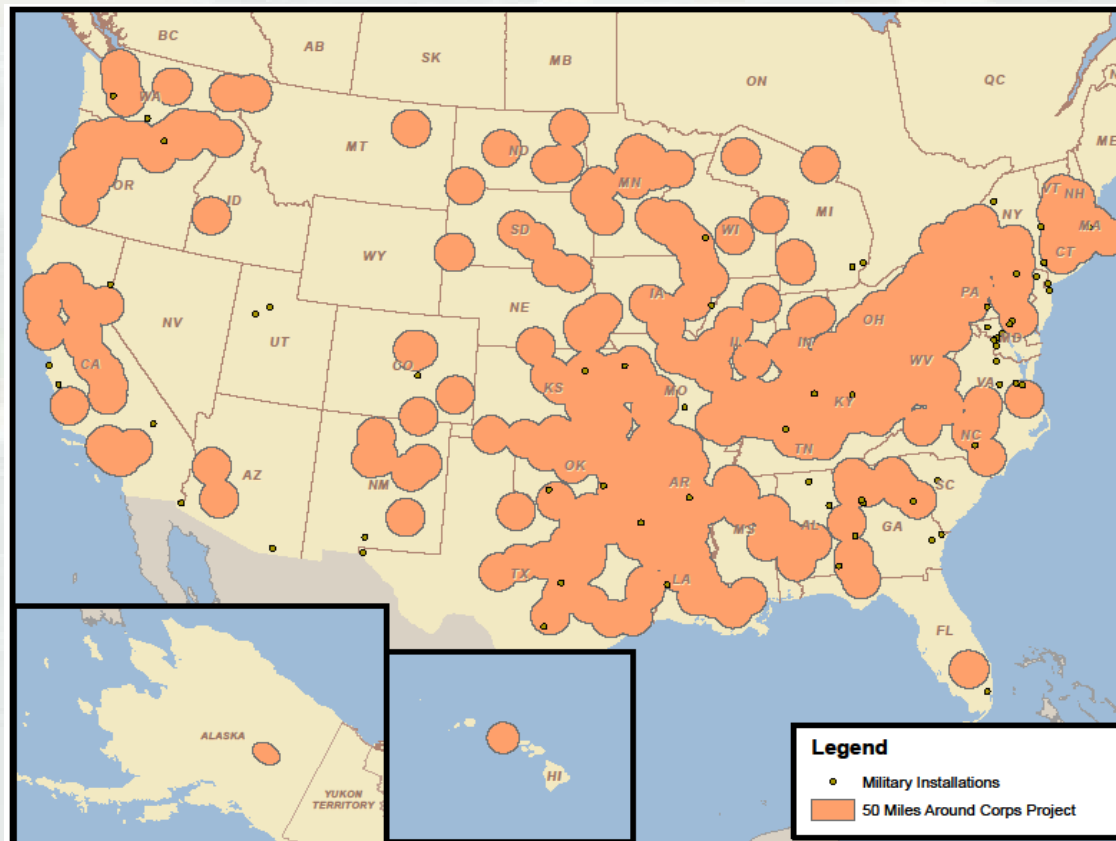 BC
AB
SK
MB
ON
QC
N
ME
WA
MT
ND
MN
VT
NH
OR
ID
SD
WI
MI
NY
MA
CT
WY
IA
PA
NE
OH
NV
UT
IL
IN
MD
CA
CO
WV
KS
MO
KY
VA
NC
TN
AZ
NM
OK
AR
SC
MS
AL
GA
TX
LA
FL
ALASKA
YUKON
TERRITORY
HI
Legend
Military Installations
50 Miles Around Corps Project